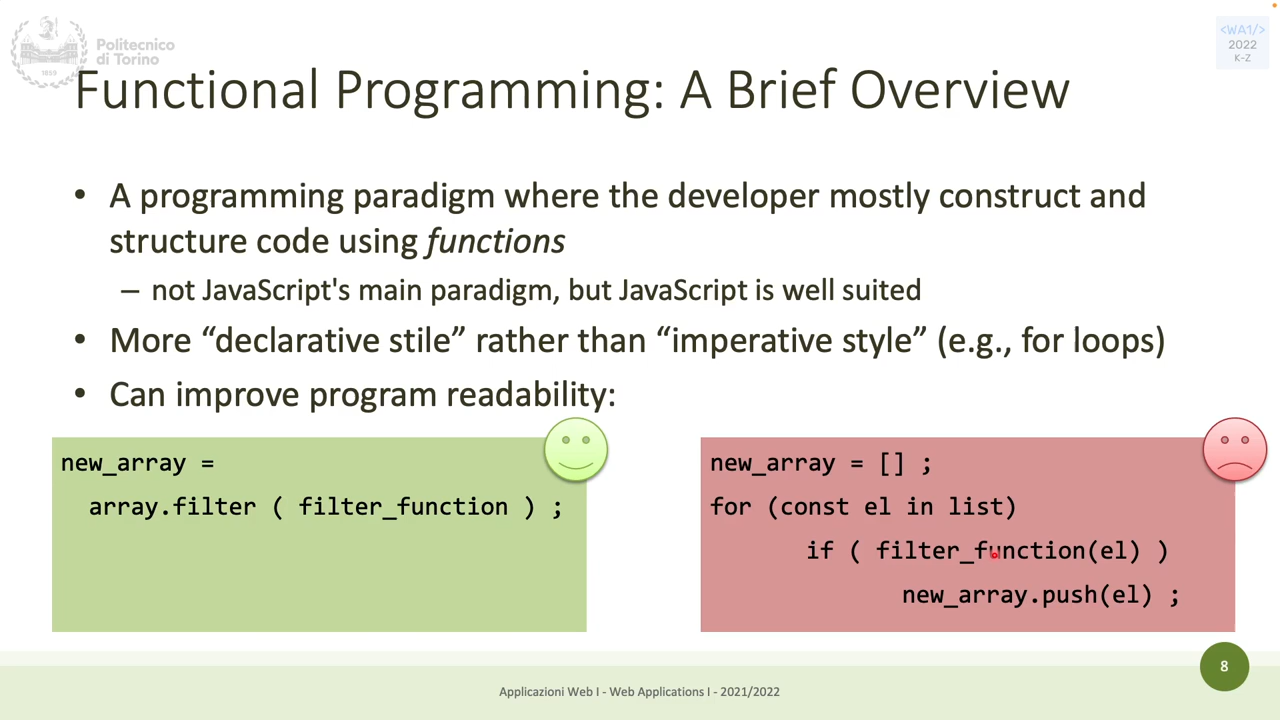 Politecnico
di Torino
1859
<WA1/>
2022
K-Z
Functional Programming: A Brief Overview
• A programming paradigm where the developer mostly construct and
structure code using functions
– not JavaScript's main paradigm, but JavaScript is well suited
• More “declarative stile” rather than “imperative style” (e.g., for loops)
• Can improve program readability:
new_array =
array.filter ( filter_function ) ;
new_array = [] ;
for (const el in list)
if ( filter_function(el) )
new_array.push(el) ;
8
Applicazioni Web I - Web Applications I - 2021/2022